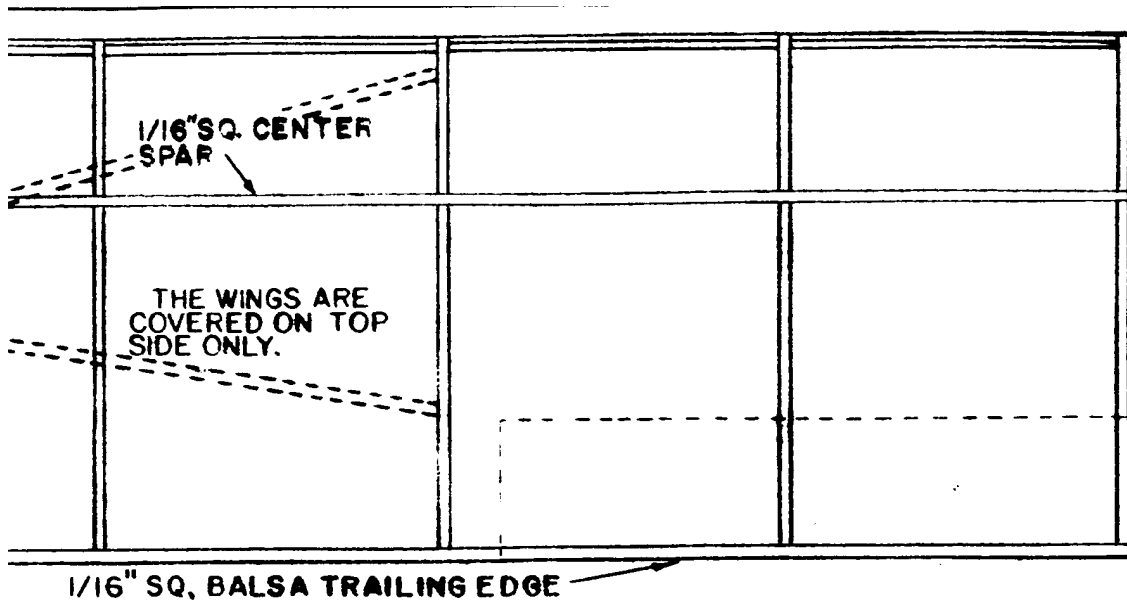 1/16" SQ. CENTER
SPAR
THE WINGS ARE
COVERED ON TOP
SIDE ONLY.
1/16" SQ, BALSA TRAILING EDGE